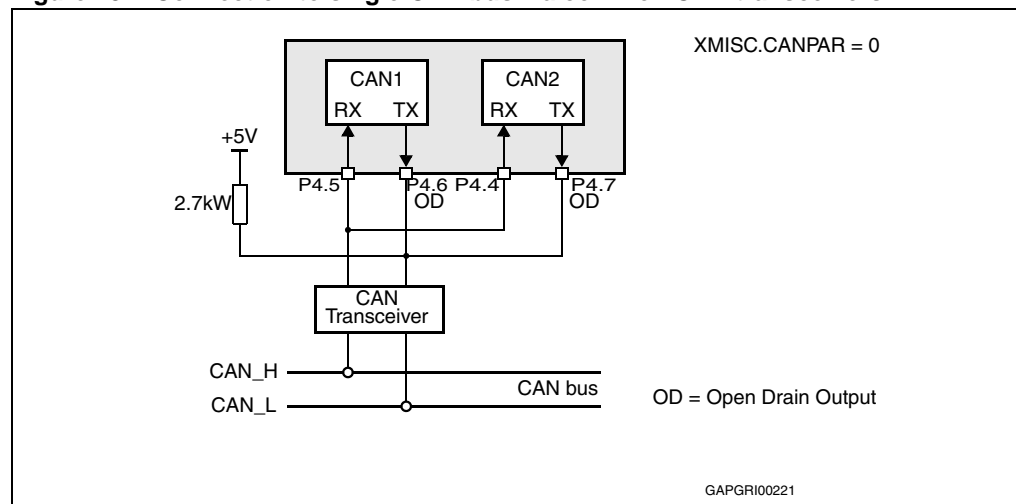 XMISC.CANPAR = 0
CAN1
CAN2
RX TX
RX TX
+5V
P4.5
P4.6
P4.4
P4.7
OD
OD
2.7kW
CAN
Transceiver
CAN_H
CAN bus
CAN_L
OD = Open Drain Output
GAPGRI00221